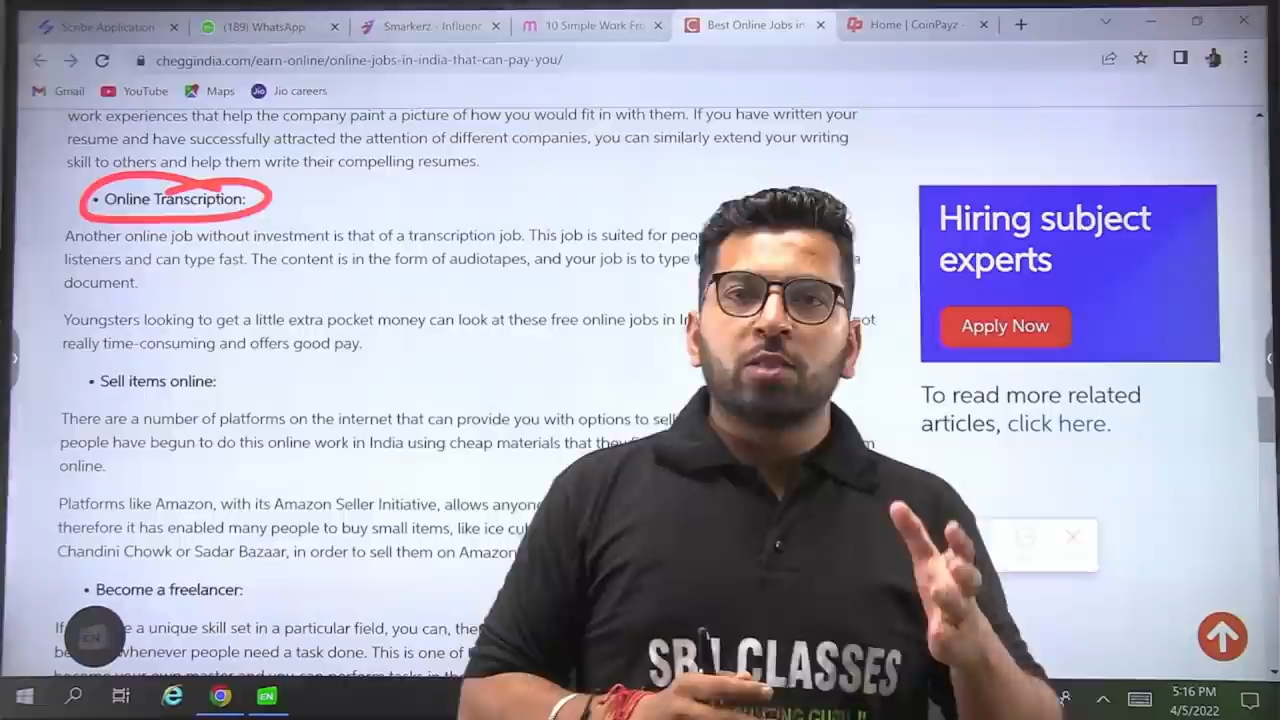 Scribe Application
(189) WhatsApp
Smarkerz - Influenc
10 Simple Work Fro
Best Online Jobs in
Home | CoinPayz -
cheggindia.com/earn-online/online-jobs-in-india-that-can-pay-you/
Gmail
YouTube
Maps
Jio
Jio careers
work experiences that help the company paint a picture of how you would fit in with them. If you have written your
resume and have successfully attracted the attention of different companies, you can similarly extend your writing
skill to others and help them write their compelling resumes.
• Online Transcription:
Another online job without investment is that of a transcription job. This job is suited for
listeners and can type fast. The content is in the form of audiotapes, and your job is to type a
document.
Youngsters looking to get a little extra pocket money can look at these free online jobs in not
really time-consuming and offers good pay.
• Sell items online:
There are a number of platforms on the internet that can provide you with options to sell
people have begun to do this online work in India using cheap materials that
online.
Platforms like Amazon, with its Amazon Seller Initiative, allows
therefore it has enabled many people to buy small items, like ice
Chandini Chowk or Sadar Bazaar, in order to sell them on Amazon
• Become a freelancer:
a unique skill set in a particular field, you can,
whenever people need a task done. This is one of
Hiring subject
experts
Apply Now
To read more related
articles, click here.
EN
CLASSES
EN
5:16 PM
4/5/2022